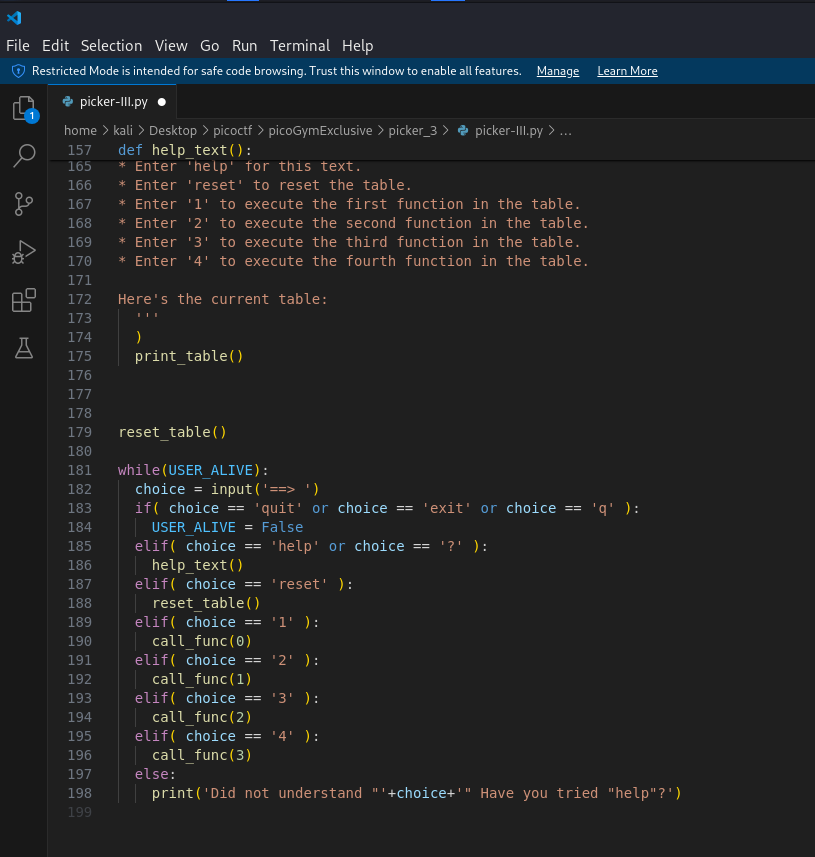 File Edit Selection View Go Run Terminal Help
Restricted Mode is intended for safe code browsing. Trust this window to enable all features. Manage Learn More
1
picker-III.py
home > kali > Desktop > picoctf > picoGymExclusive > picker_3 > picker-III.py > ...
157 def help_text():
165 * Enter 'help' for this text.
166 * Enter 'reset' to reset the table.
167 * Enter '1' to execute the first function in the table.
168 * Enter '2' to execute the second function in the table.
169 * Enter '3' to execute the third function in the table.
170 * Enter '4' to execute the fourth function in the table.
171
172 Here's the current table:
173   '''
174   )
175   print_table()
176
177
178
179 reset_table()
180
181 while(USER_ALIVE):
182   choice = input('==> ')
183   if( choice == 'quit' or choice == 'exit' or choice == 'q' ):
184     USER_ALIVE = False
185   elif( choice == 'help' or choice == '?' ):
186     help_text()
187   elif( choice == 'reset' ):
188     reset_table()
189   elif( choice == '1' ):
190     call_func(0)
191   elif( choice == '2' ):
192     call_func(1)
193   elif( choice == '3' ):
194     call_func(2)
195   elif( choice == '4' ):
196     call_func(3)
197   else:
198     print('Did not understand "'+choice+'" Have you tried "help"?')
199